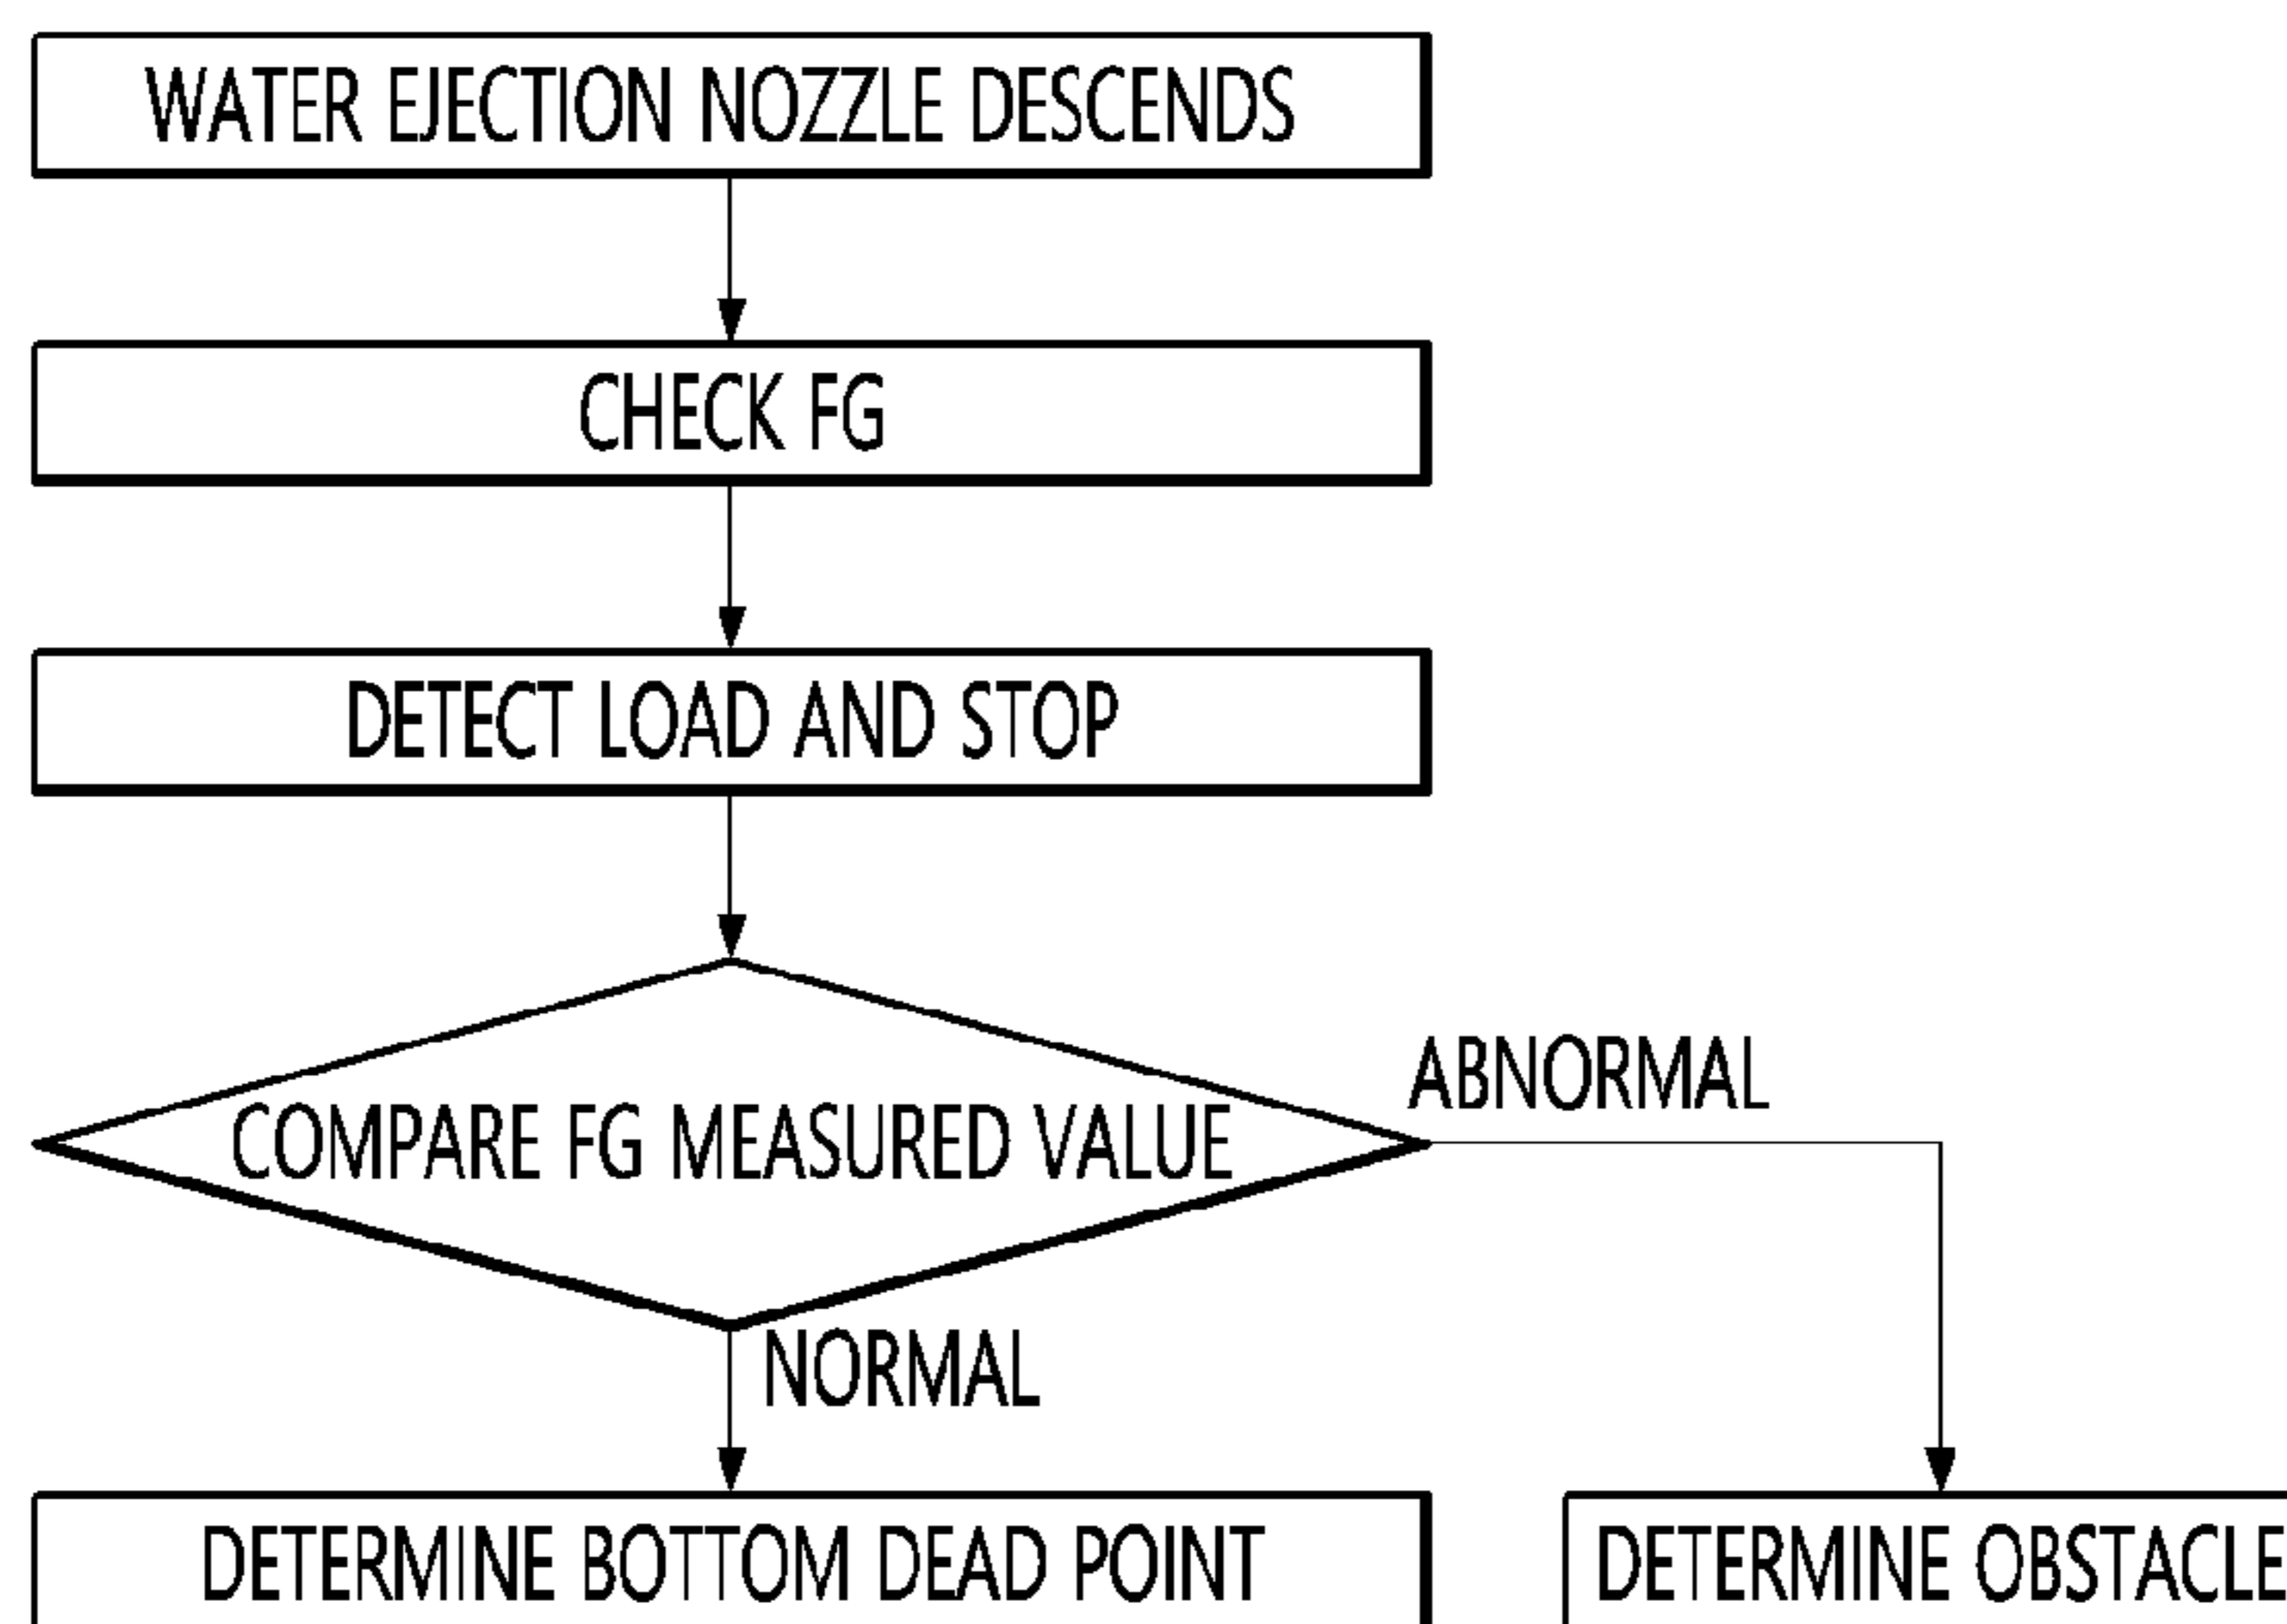 WATER EJECTION NOZZLE DESCENDS
CHECK FG
DETECT LOAD AND STOP
COMPARE FG MEASURED VALUE
ABNORMAL
NORMAL
DETERMINE BOTTOM DEAD POINT
DETERMINE OBSTACLE